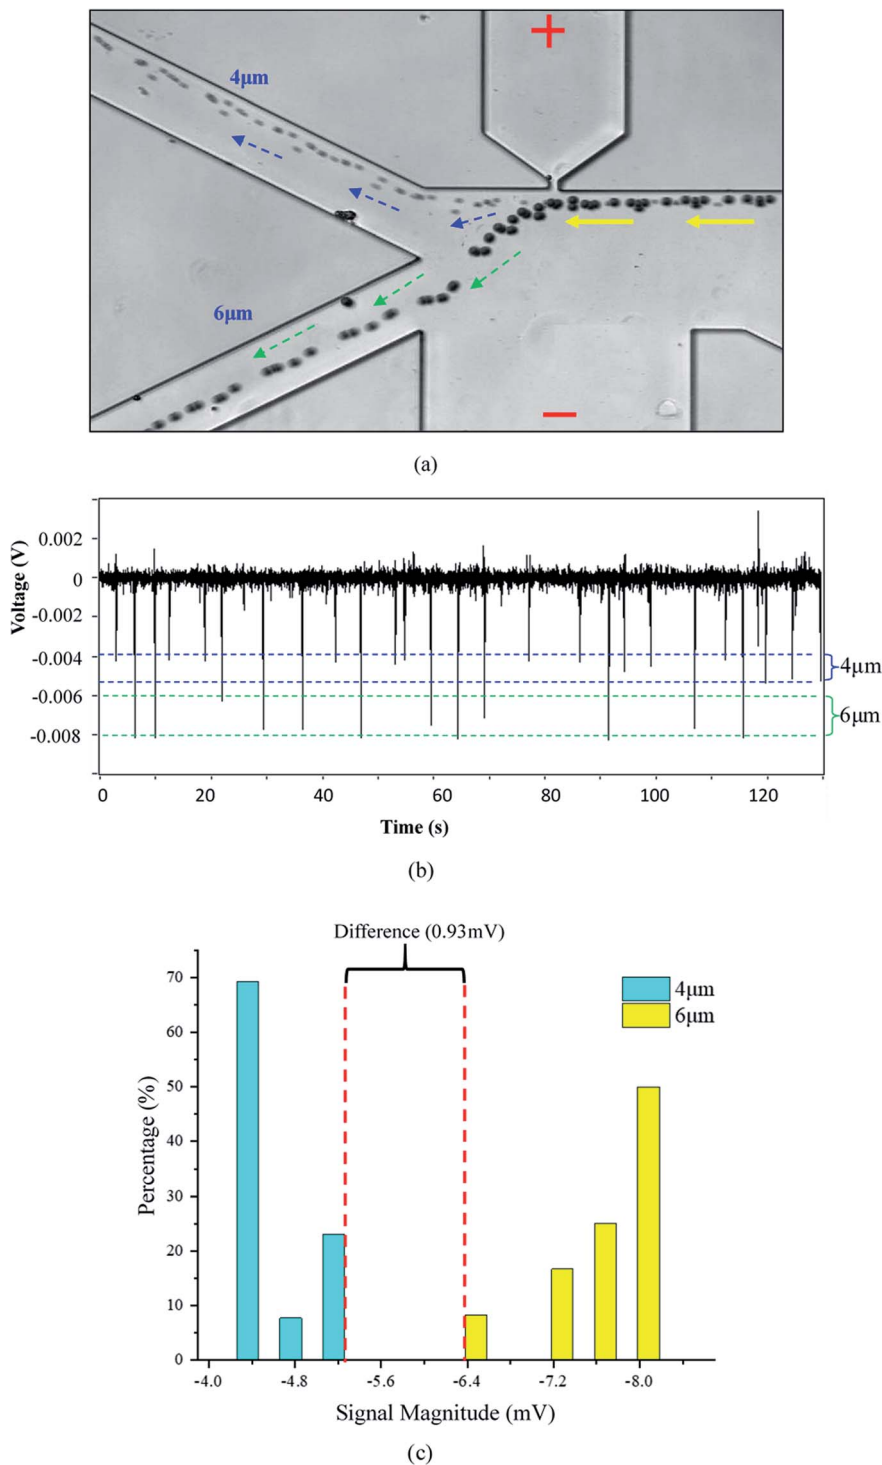 +
4μm
6μm
−
(a)
Voltage (V)
0.002
0
-0.002
-0.004
-0.006
-0.008
4μm
6μm
0 20 40 60 80 100 120
Time (s)
(b)
Difference (0.93mV)
Percentage (%)
70
60
50
40
30
20
10
0
4μm
6μm
-4.0 -4.8 -5.6 -6.4 -7.2 -8.0
Signal Magnitude (mV)
(c)